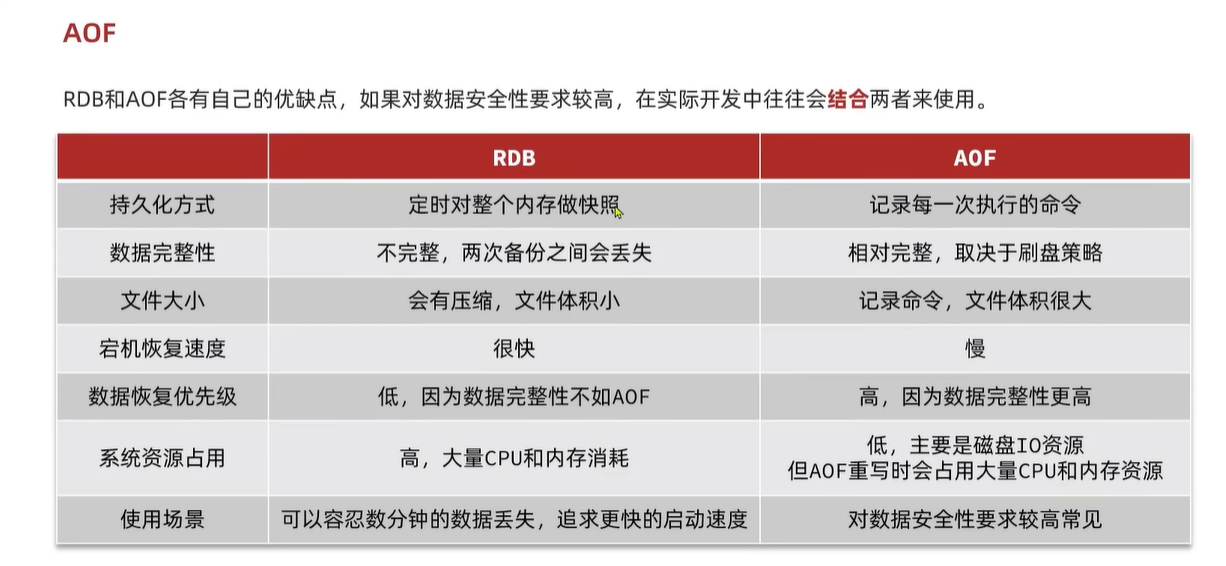 AOF
RDB和AOF各有自己的优缺点，如果对数据安全性要求较高，在实际开发中往往会结合两者来使用。
RDB AOF
持久化方式 定时对整个内存做快照 记录每一次执行的命令
数据完整性 不完整，两次备份之间会丢失 相对完整，取决于刷盘策略
文件大小 会有压缩，文件体积小 记录命令，文件体积很大
宕机恢复速度 很快 慢
数据恢复优先级 低，因为数据完整性不如AOF 高，因为数据完整性更高
系统资源占用 高，大量CPU和内存消耗 低，主要是磁盘IO资源
但AOF重写时会占用大量CPU和内存资源
使用场景 可以容忍数分钟的数据丢失，追求更快的启动速度 对数据安全性要求较高常见